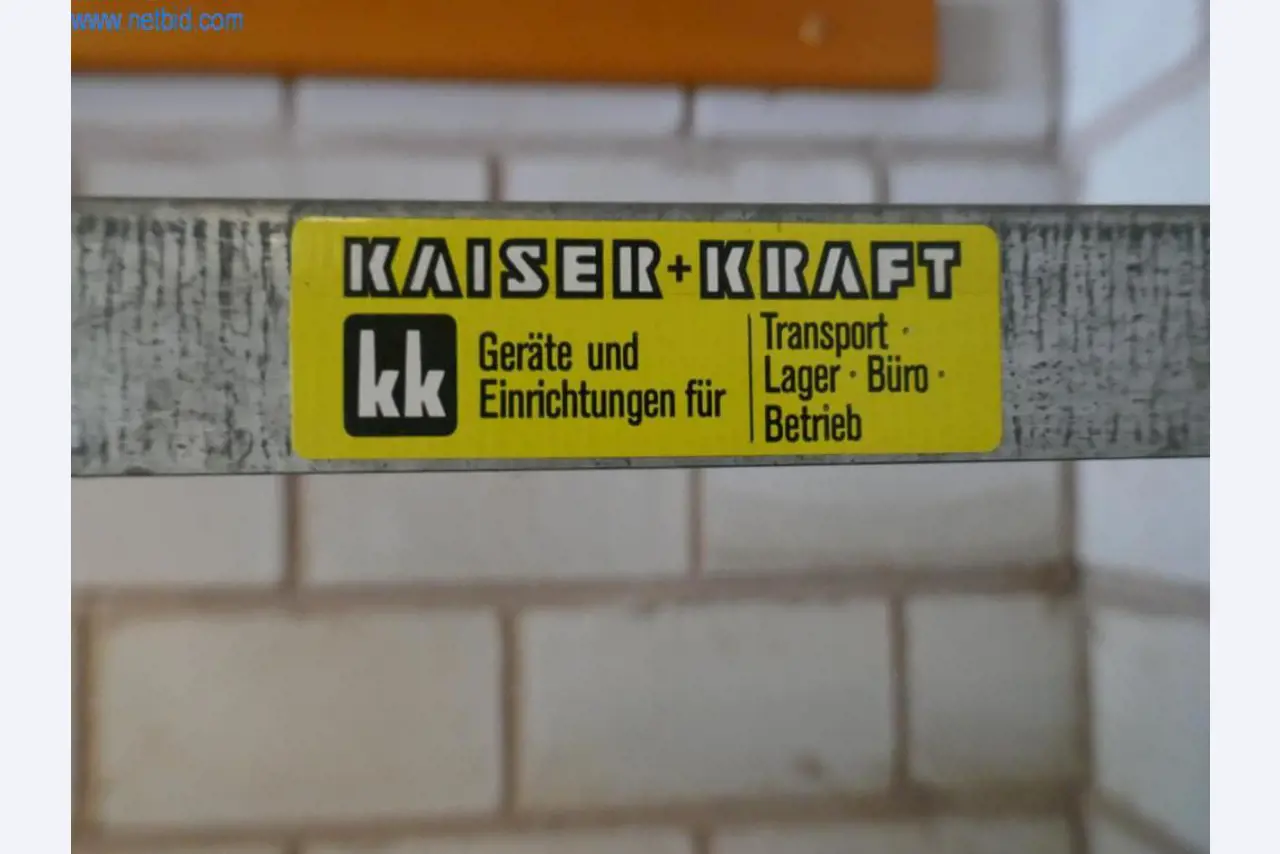 www.netbid.com
KAISER+KRAFT
kk
Geräte und
Einrichtungen für
Transport ·
Lager · Büro ·
Betrieb